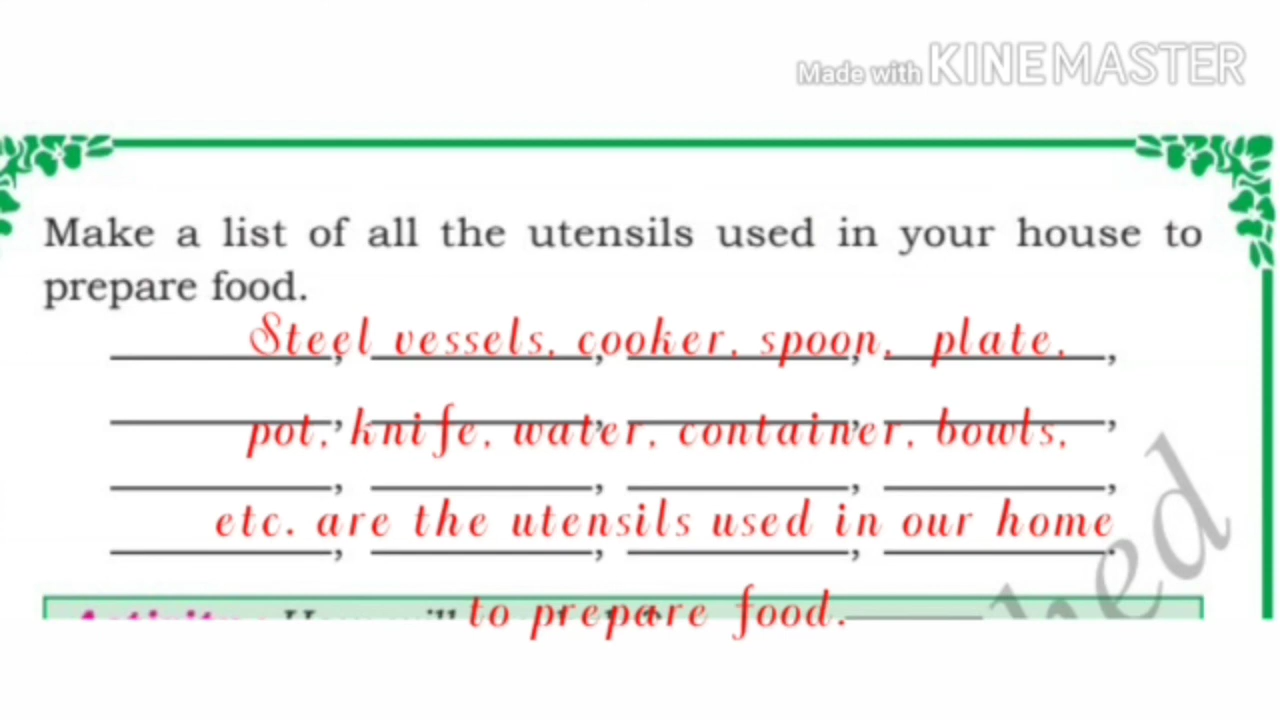 Made with KINEMASTER
Make a list of all the utensils used in your house to
prepare food.
Steel vessels, cooker, spoon, plate,
pot, knife, water, container, bowls,
etc. are the utensils used in our home
to prepare food.